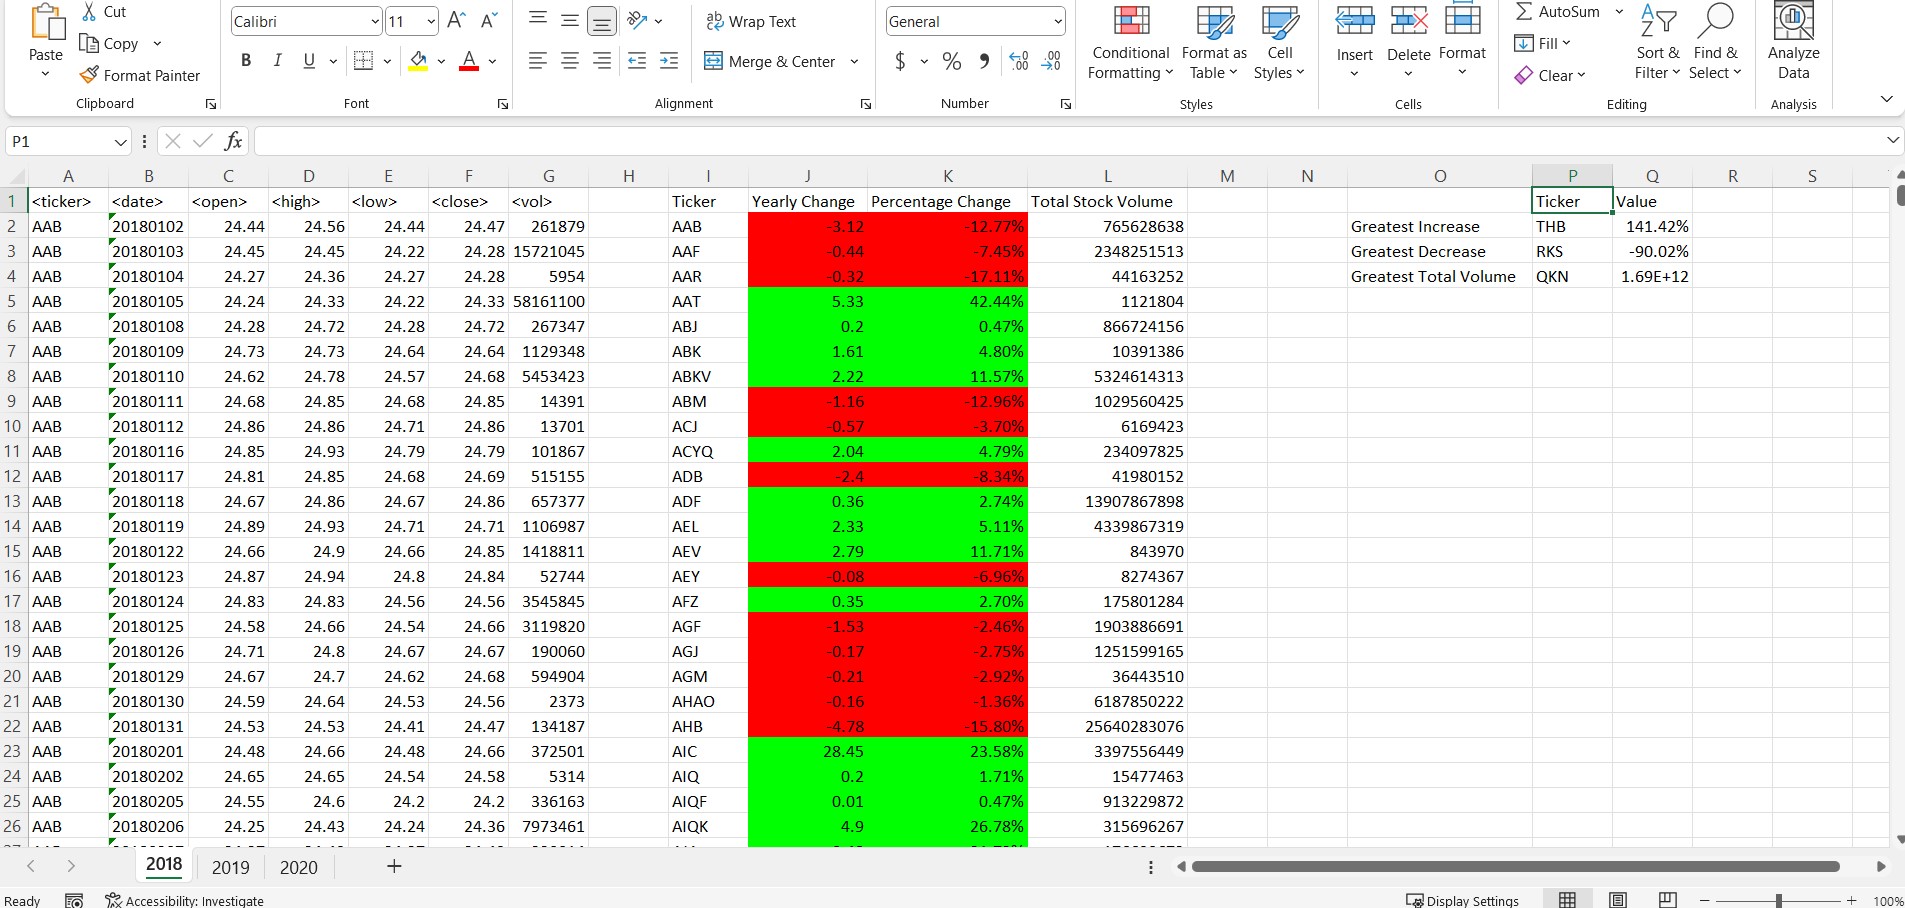 Cut
Calibri 11 A A
Wrap Text
General
AutoSum
Paste
Copy
Conditional Formatting
Format as Table
Cell Styles
Insert Delete Format
Fill
Sort & Filter
Find & Select
Analyze Data
Format Painter
B I U A
Merge & Center
$ % 9 .00 .00
Clear
Clipboard Font Alignment Number Styles Cells Editing Analysis
P1 fx
A B C D E F G H I J K L M N O P Q R S
1 <ticker> <date> <open> <high> <low> <close> <vol> Ticker Yearly Change Percentage Change Total Stock Volume Ticker Value
2 AAB 20180102 24.44 24.56 24.44 24.47 261879 AAB -3.12 -12.77% 765628638 Greatest Increase THB 141.42%
3 AAB 20180103 24.45 24.45 24.22 24.28 15721045 AAF -0.44 -7.45% 2348251513 Greatest Decrease RKS -90.02%
4 AAB 20180104 24.27 24.36 24.27 24.28 5954 AAR -0.32 -17.11% 44163252 Greatest Total Volume QKN 1.69E+12
5 AAB 20180105 24.24 24.33 24.22 24.33 58161100 AAT 5.33 42.44% 1121804
6 AAB 20180108 24.28 24.72 24.28 24.72 267347 ABJ 0.2 0.47% 866724156
7 AAB 20180109 24.73 24.73 24.64 24.64 1129348 ABK 1.61 4.80% 10391386
8 AAB 20180110 24.62 24.78 24.57 24.68 5453423 ABKV 2.22 11.57% 5324614313
9 AAB 20180111 24.68 24.85 24.68 24.85 14391 ABM -1.16 -12.96% 1029560425
10 AAB 20180112 24.86 24.86 24.71 24.86 13701 ACJ -0.57 -3.70% 6169423
11 AAB 20180116 24.85 24.93 24.79 24.79 101867 ACYQ 2.04 4.79% 234097825
12 AAB 20180117 24.81 24.85 24.68 24.69 515155 ADB -2.4 -8.34% 41980152
13 AAB 20180118 24.67 24.86 24.67 24.86 657377 ADF 0.36 2.74% 13907867898
14 AAB 20180119 24.89 24.93 24.71 24.71 1106987 AEL 2.33 5.11% 4339867319
15 AAB 20180122 24.66 24.9 24.66 24.85 1418811 AEV 2.79 11.71% 843970
16 AAB 20180123 24.87 24.94 24.8 24.84 52744 AEY -0.08 -6.96% 8274367
17 AAB 20180124 24.83 24.83 24.56 24.56 3545845 AFZ 0.35 2.70% 175801284
18 AAB 20180125 24.58 24.66 24.54 24.66 3119820 AGF -1.53 -2.46% 1903886691
19 AAB 20180126 24.71 24.8 24.67 24.67 190060 AGJ -0.17 -2.75% 1251599165
20 AAB 20180129 24.67 24.7 24.62 24.68 594904 AGM -0.21 -2.92% 36443510
21 AAB 20180130 24.59 24.64 24.53 24.56 2373 AHAO -0.16 -1.36% 6187850222
22 AAB 20180131 24.53 24.53 24.41 24.47 134187 AHB -4.78 -15.80% 25640283076
23 AAB 20180201 24.48 24.66 24.48 24.66 372501 AIC 28.45 23.58% 3397556449
24 AAB 20180202 24.65 24.65 24.54 24.58 5314 AIQ 0.2 1.71% 15477463
25 AAB 20180205 24.55 24.6 24.2 24.2 336163 AIQF 0.01 0.47% 913229872
26 AAB 20180206 24.25 24.43 24.24 24.36 7973461 AIQK 4.9 26.78% 315696267
2018 2019 2020
Ready Accessibility: Investigate Display Settings 100%